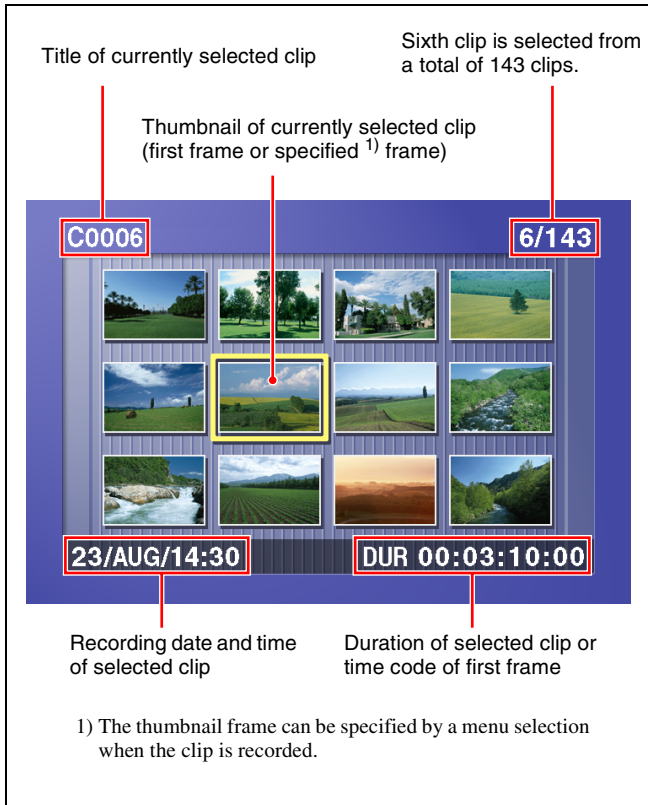 Title of currently selected clip
Sixth clip is selected from
a total of 143 clips.
Thumbnail of currently selected clip
(first frame or specified 1) frame)
C0006
6/143
23/AUG/14:30
DUR 00:03:10:00
Recording date and time
of selected clip
Duration of selected clip or
time code of first frame
1) The thumbnail frame can be specified by a menu selection
when the clip is recorded.